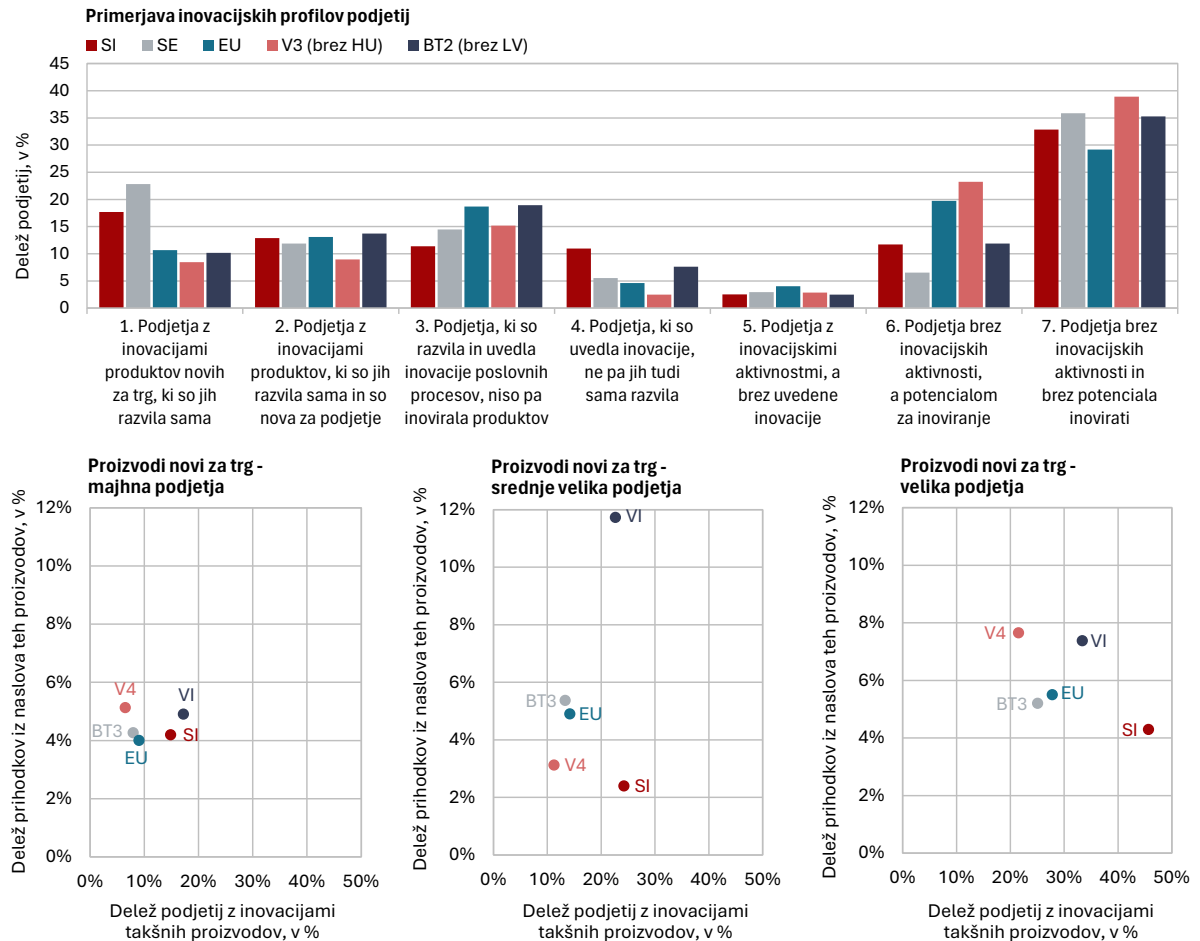 Primerjava inovacijskih profilov podjetij
SI SE EU V3 (brez HU) BT2 (brez LV)
Delež podjetij, v %
45
40
35
30
25
20
15
10
5
0
1. Podjetja z
inovacijami
produktov novih
za trg, ki so jih
razvila sama
2. Podjetja z
inovacijami
produktov, ki so jih
razvila sama in so
nova za podjetje
3. Podjetja, ki so
razvila in uvedla
inovacije poslovnih
procesov, niso pa
inovirala produktov
4. Podjetja, ki so
uvedla inovacije,
ne pa jih tudi
sama razvila
5. Podjetja z
inovacijskimi
aktivnostmi, a
brez uvedene
inovacije
6. Podjetja brez
inovacijskih
aktivnosti,
a potencialom
za inoviranje
7. Podjetja brez
inovacijskih
aktivnosti in
brez potenciala
inovirati
Proizvodi novi za trg -
majhna podjetja
Delež prihodkov iz naslova teh proizvodov, v %
12%
10%
8%
6%
4%
2%
0%
V4
VI
BT3
SI
EU
0% 10% 20% 30% 40% 50%
Delež podjetij z inovacijami
takšnih proizvodov, v %
Proizvodi novi za trg -
srednje velika podjetja
Delež prihodkov iz naslova teh proizvodov, v %
12%
10%
8%
6%
4%
2%
0%
VI
BT3
EU
V4
SI
0% 10% 20% 30% 40% 50%
Delež podjetij z inovacijami
takšnih proizvodov, v %
Proizvodi novi za trg -
velika podjetja
Delež prihodkov iz naslova teh proizvodov, v %
12%
10%
8%
6%
4%
2%
0%
V4
VI
BT3
EU
SI
0% 10% 20% 30% 40% 50%
Delež podjetij z inovacijami
takšnih proizvodov, v %